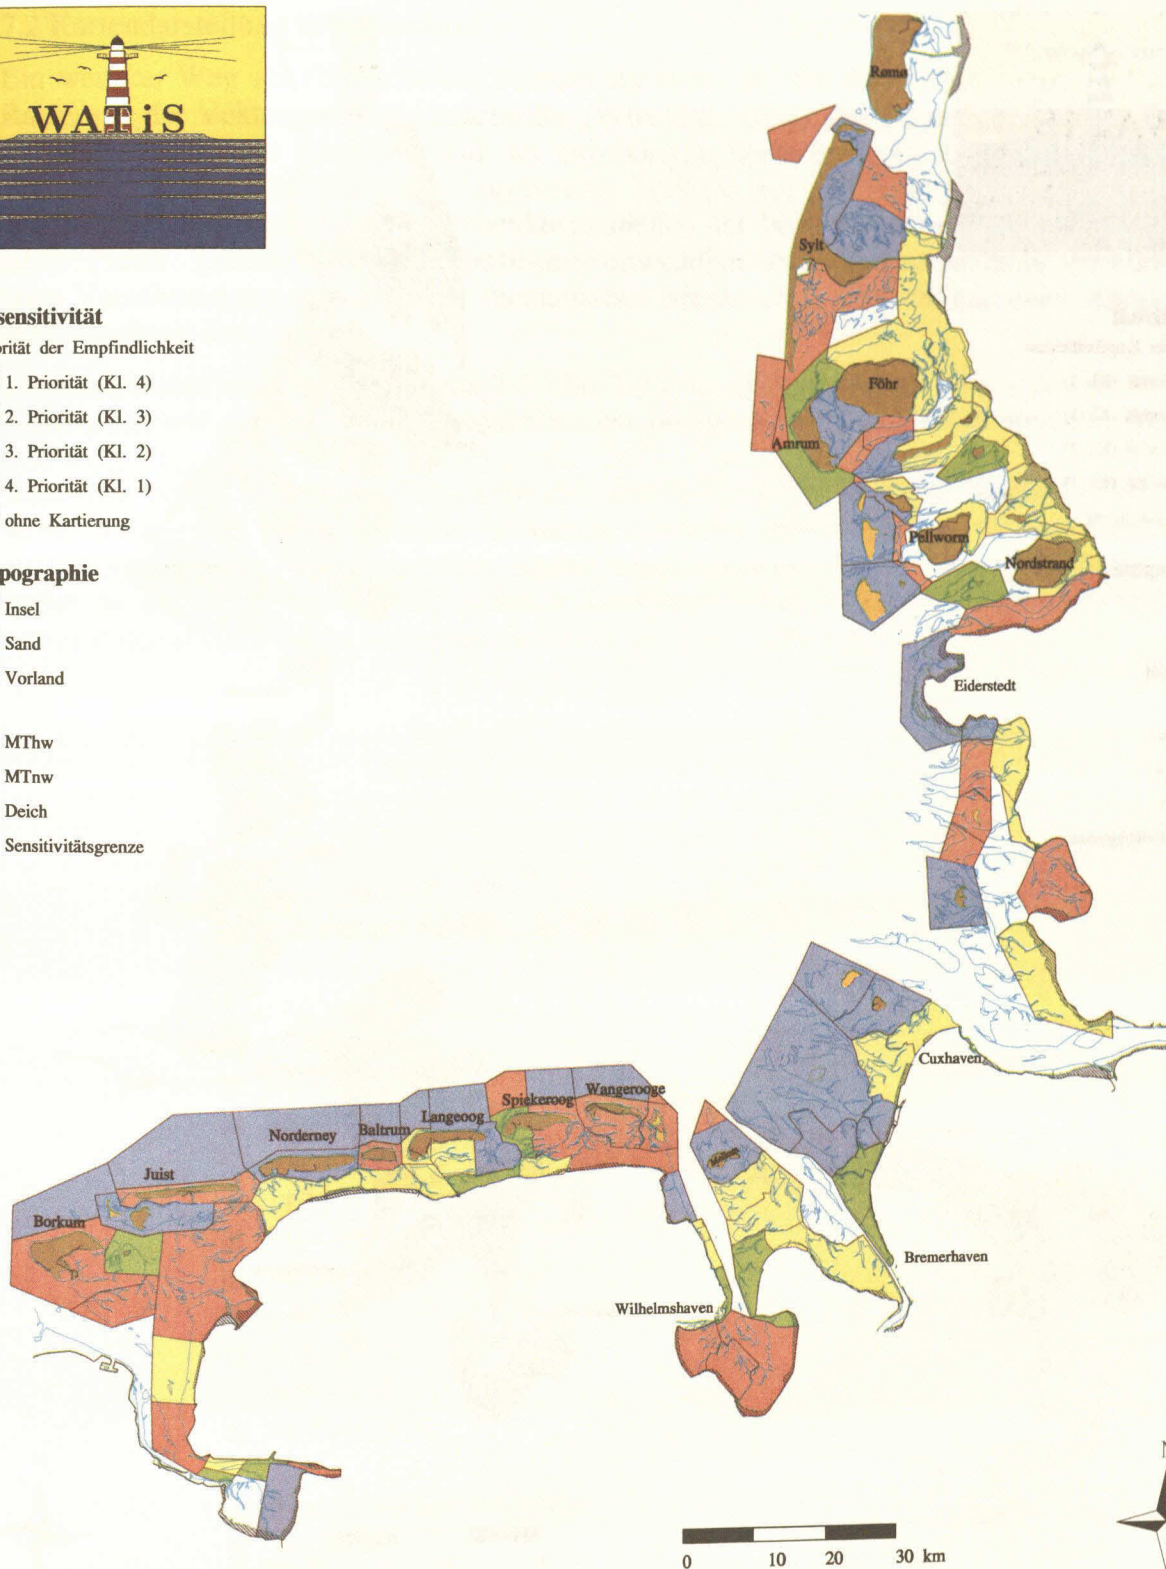 WATiS
sensitivität
rität der Empfindlichkeit
1. Priorität (Kl. 4)
2. Priorität (Kl. 3)
3. Priorität (Kl. 2)
4. Priorität (Kl. 1)
ohne Kartierung
pographie
Insel
Sand
Vorland
MThw
MTnw
Deich
Sensitivitätsgrenze
Rømø
Sylt
Föhr
Amrum
Pellworm
Nordstrand
Eiderstedt
Cuxhaven
Wangerooge
Spiekeroog
Langeoog
Baltrum
Norderney
Juist
Borkum
Bremerhaven
Wilhelmshaven
N
0 10 20 30 km